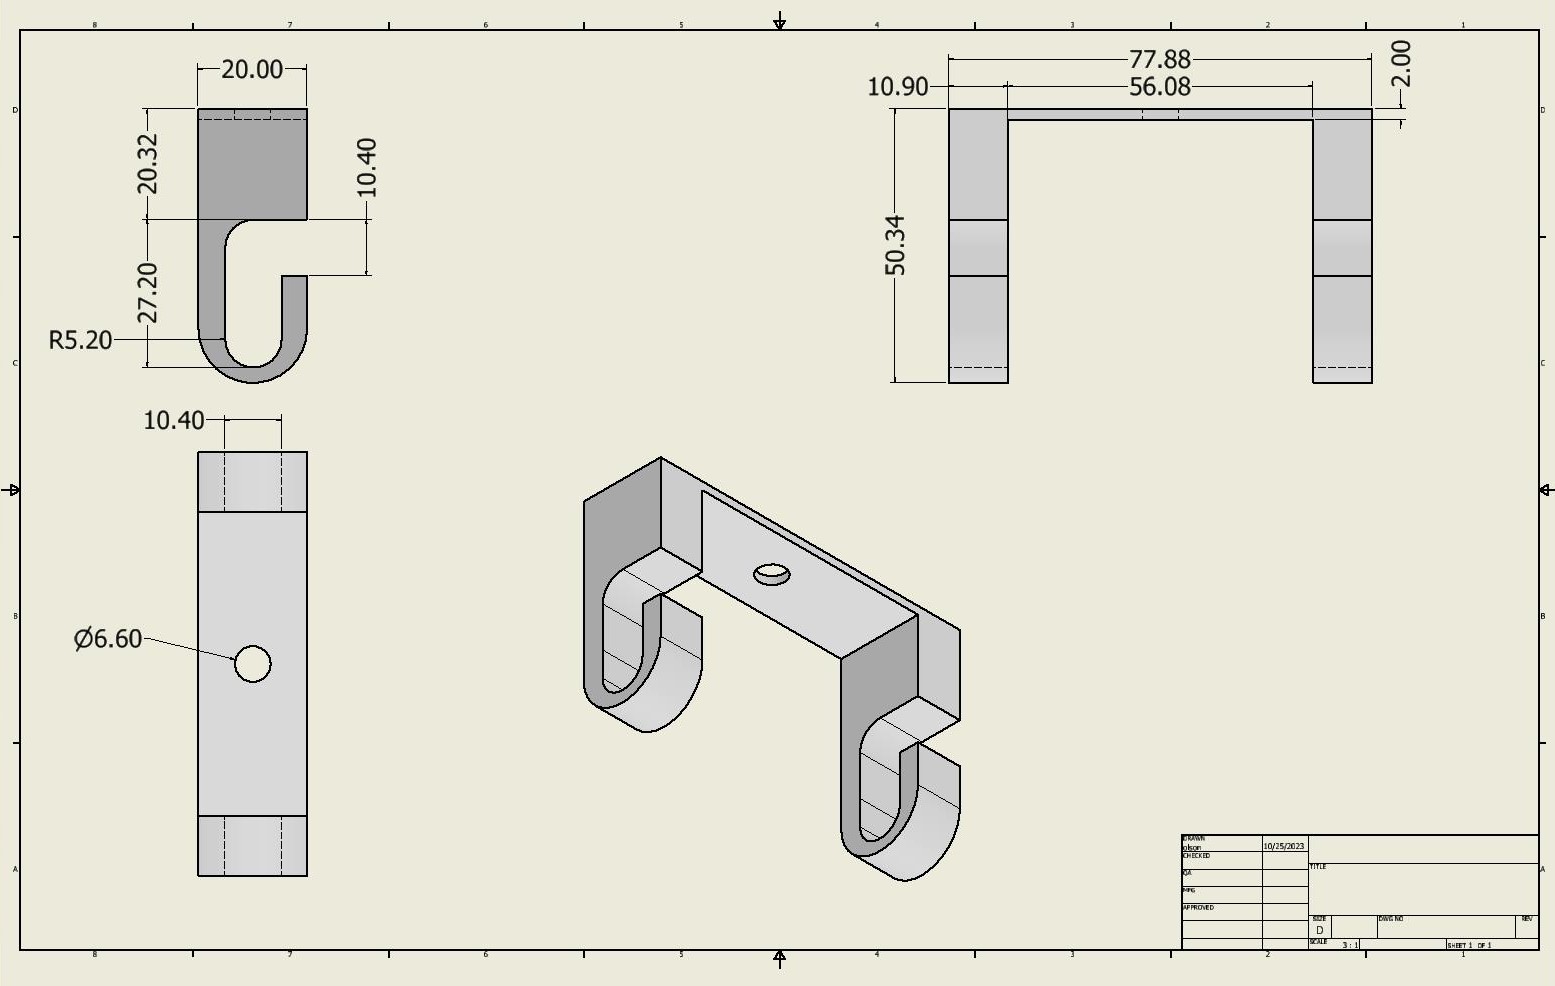 8 7 6 5 4 3 2 1
D D
C C
B B
A A
20.00
20.32
10.40
27.20
R5.20
77.88
10.90 56.08
2.00
50.34
10.40
Ø6.60
DRAWN
10/25/2023
CHECKED
QA
MFG
APPROVED
TITLE
SIZE
D
DWG NO
REV
SCALE
3 : 1
SHEET 1 OF 1
8 7 6 5 4 3 2 1